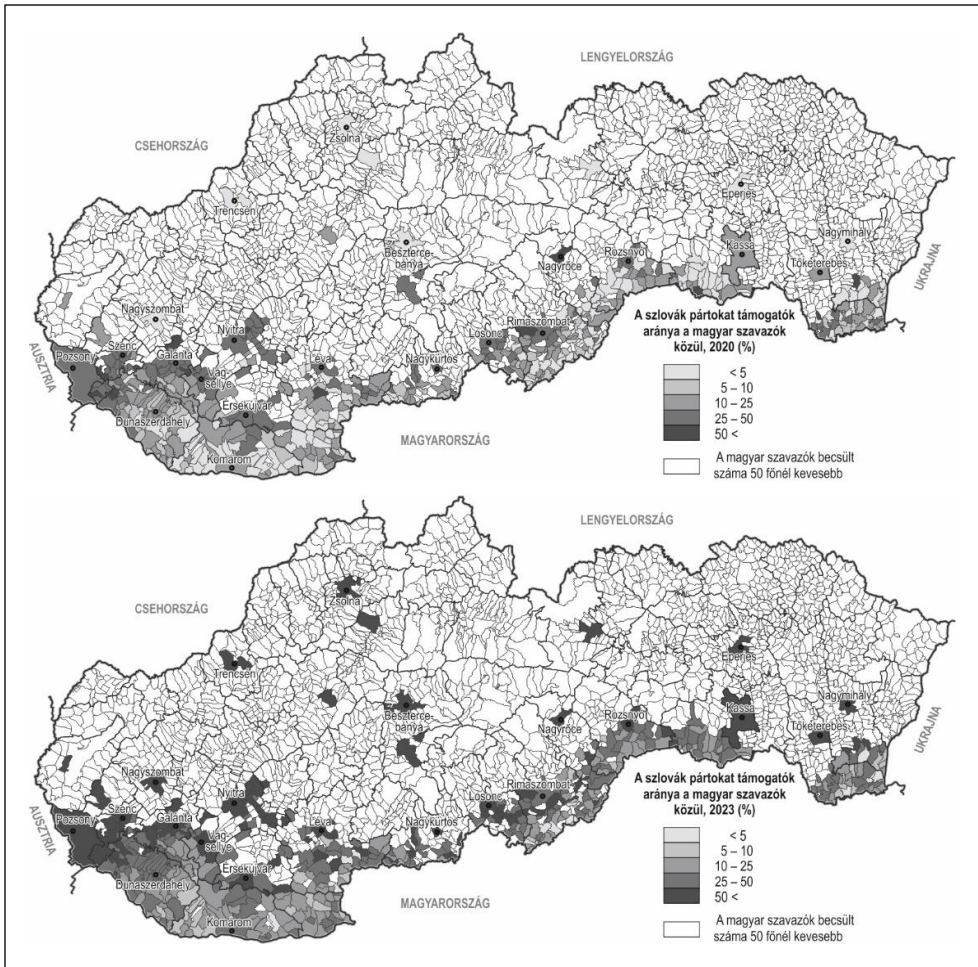 LENGYELORSZÁG
CSEHORSZÁG
Zsolna
Trencsén
Eperjes
Besztercebánya
Nagymihály
Kassa
Rozsnyó
Nagyrőce
Tőketerebes
UKRAJNA
Nagyszombat
Nyitra
Rimaszombat
Losonc
AUSZTRIA
Szenc
Pozsony
Galánta
Léva
Nagykürtös
Vág-
sellye
Érsekújvár
Dunaszerdahely
Komárom
MAGYARORSZÁG
A szlovák pártokat támogatók
aránya a magyar szavazók
közül, 2020 (%)
< 5
5 – 10
10 – 25
25 – 50
50 <
A magyar szavazók becsült
száma 50 főnél kevesebb
LENGYELORSZÁG
CSEHORSZÁG
Zsolna
Trencsén
Eperjes
Besztercebánya
Nagymihály
Kassa
Rozsnyó
Nagyrőce
Tőketerebes
UKRAJNA
Nagyszombat
Nyitra
Rimaszombat
Losonc
AUSZTRIA
Szenc
Pozsony
Galánta
Léva
Nagykürtös
Vág-
sellye
Érsekújvár
Dunaszerdahely
Komárom
MAGYARORSZÁG
A szlovák pártokat támogatók
aránya a magyar szavazók
közül, 2023 (%)
< 5
5 – 10
10 – 25
25 – 50
50 <
A magyar szavazók becsült
száma 50 főnél kevesebb